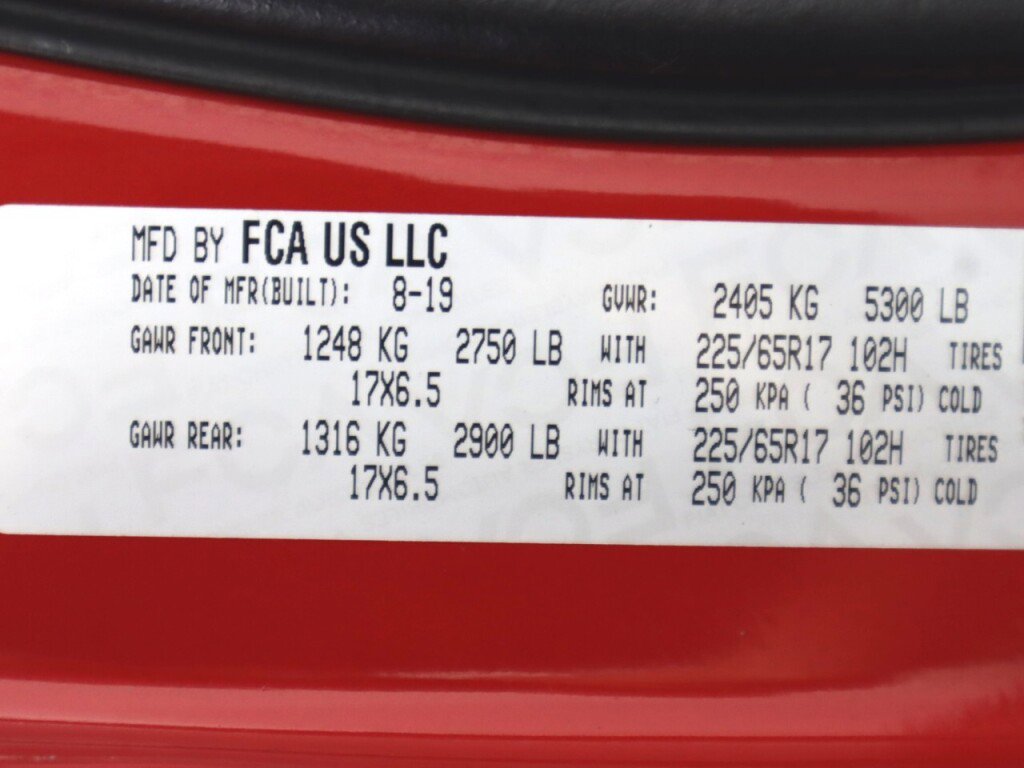 MFD BY FCA US LLC
DATE OF MFR(BUILT): 8-19 GVWR: 2405 KG 5300 LB
GAWR FRONT: 1248 KG 2750 LB WITH 225/65R17 102H TIRES
17X6.5 RIMS AT 250 KPA ( 36 PSI) COLD
GAWR REAR: 1316 KG 2900 LB WITH 225/65R17 102H TIRES
17X6.5 RIMS AT 250 KPA ( 36 PSI) COLD